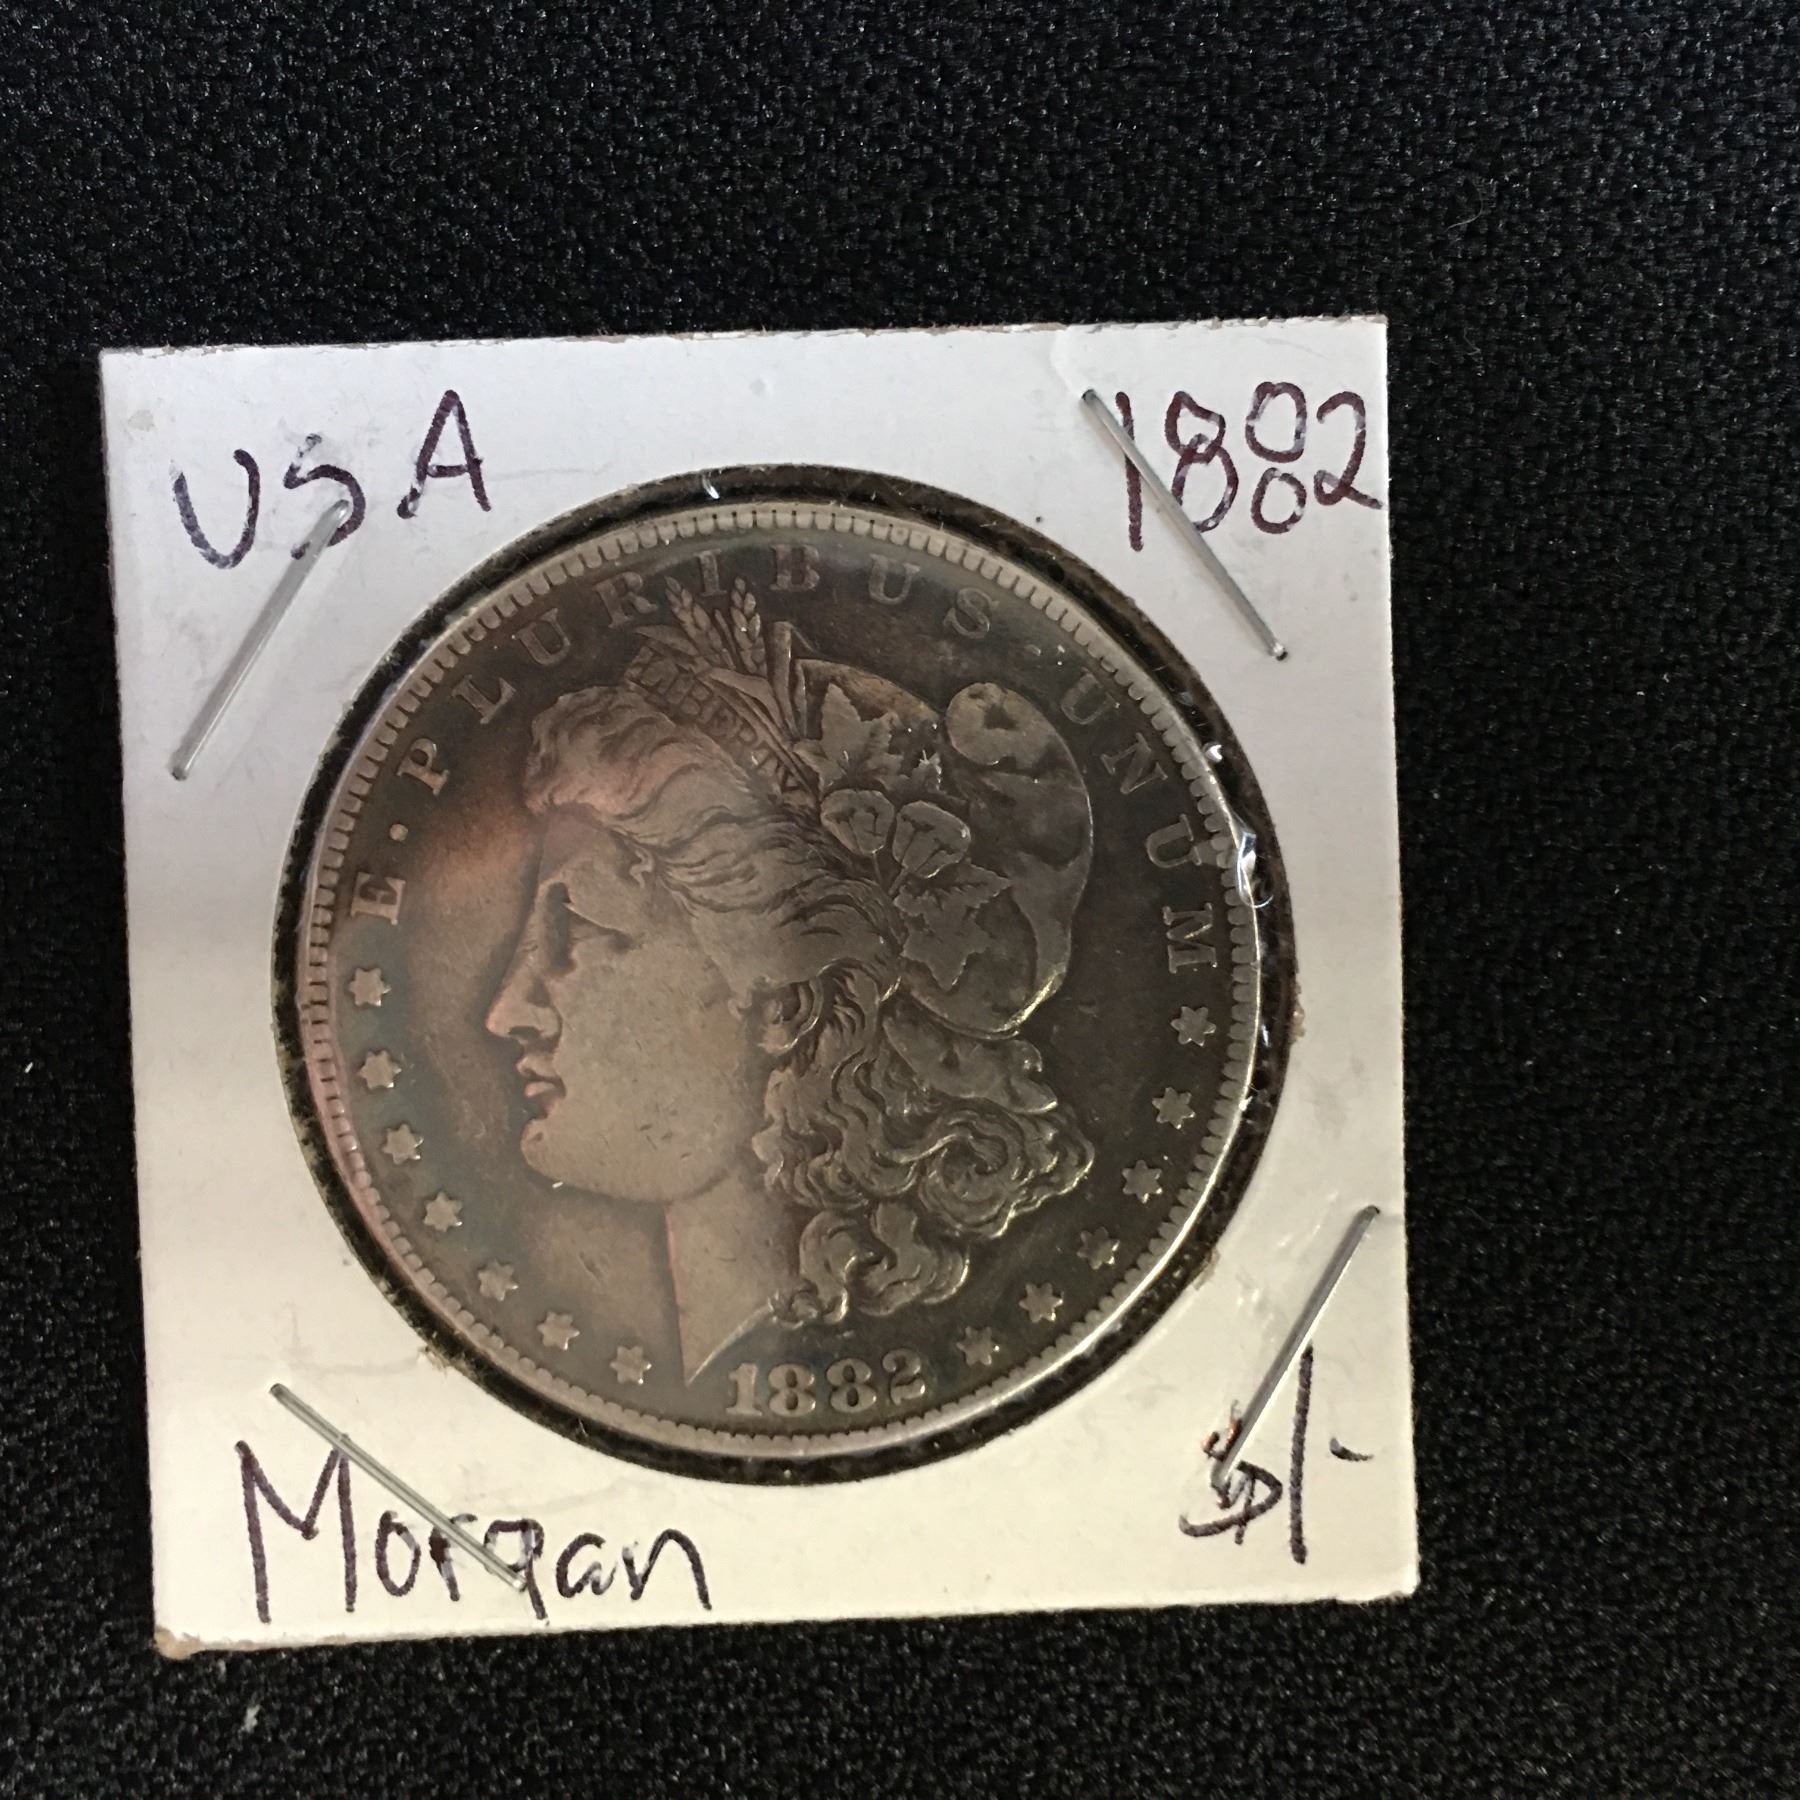 USA
1882
E · PLURIBUS · UNUM
LIBERTY
1882
Morgan
$1-